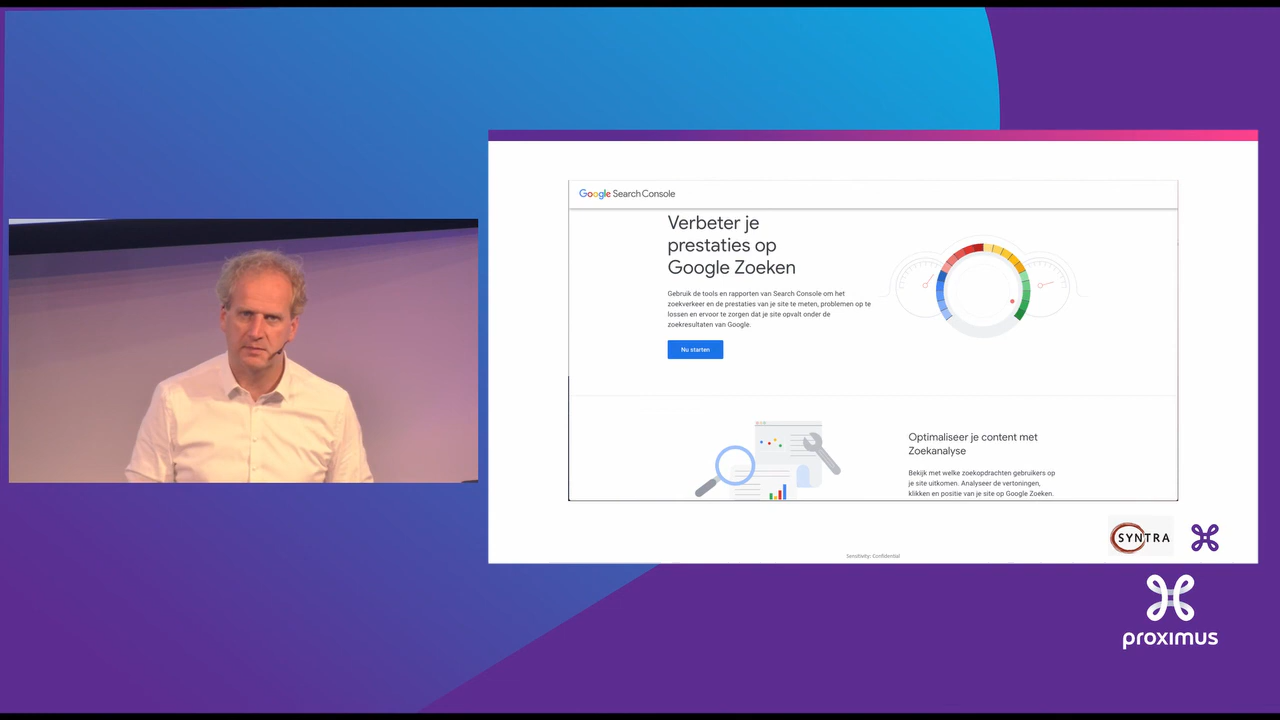 Google Search Console
Verbeter je
prestaties op
Google Zoeken
Gebruik de tools en rapporten van Search Console om het
zoekverkeer en de prestaties van je site te meten, problemen op te
lossen en ervoor te zorgen dat je site opvalt onder de
zoekresultaten van Google.
Nu starten
Optimaliseer je content met
Zoekanalyse
Bekijk met welke zoekopdrachten gebruikers op
je site uitkomen. Analyseer de vertoningen,
klikken en positie van je site op Google Zoeken.
SYNTRA
Sensitivity: Confidential
proximus